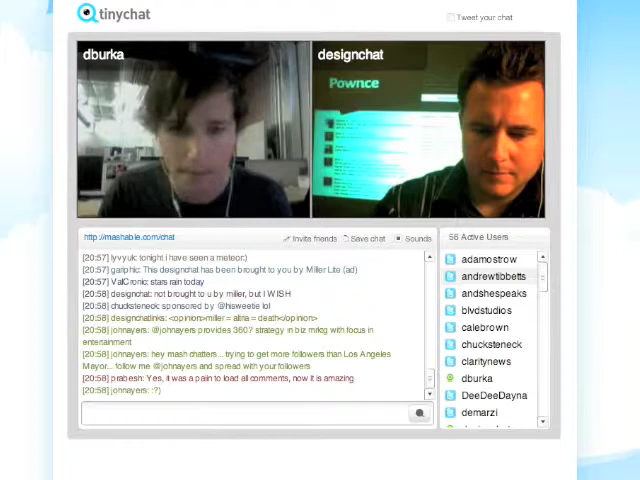 tinychat
Tweet your chat
dburka
designchat
Pownce
http://mashable.com/chat
Invite friends
Save chat
Sounds
56 Active Users
[20:57] lyvyuk: tonight i have seen a meteor:)
[20:57] gariphic: This designchat has been brought to you by Miller Lite (ad)
[20:57] ValCronic: stars rain today
[20:58] designchat: not brought to u by miller, but I WISH
[20:58] chucksteneck: sponsored by @hisweetie lol
[20:58] designchatlinks: <opinion>miller = altria = death</opinion>
[20:58] johnayers: @johnayers provides 360? strategy in biz mrktg with focus in
entertainment
[20:58] johnayers: hey mash chatters... trying to get more followers than Los Angeles
Mayor... follow me @johnayers and spread with your followers
[20:58] prabesh: Yes, it was a pain to load all comments, now it is amazing
[20:58] johnayers: :?)
adamostrow
andrewtibbetts
andshespeaks
blvdstudios
calebrown
chucksteneck
claritynews
dburka
DeeDeeDayna
demarzi